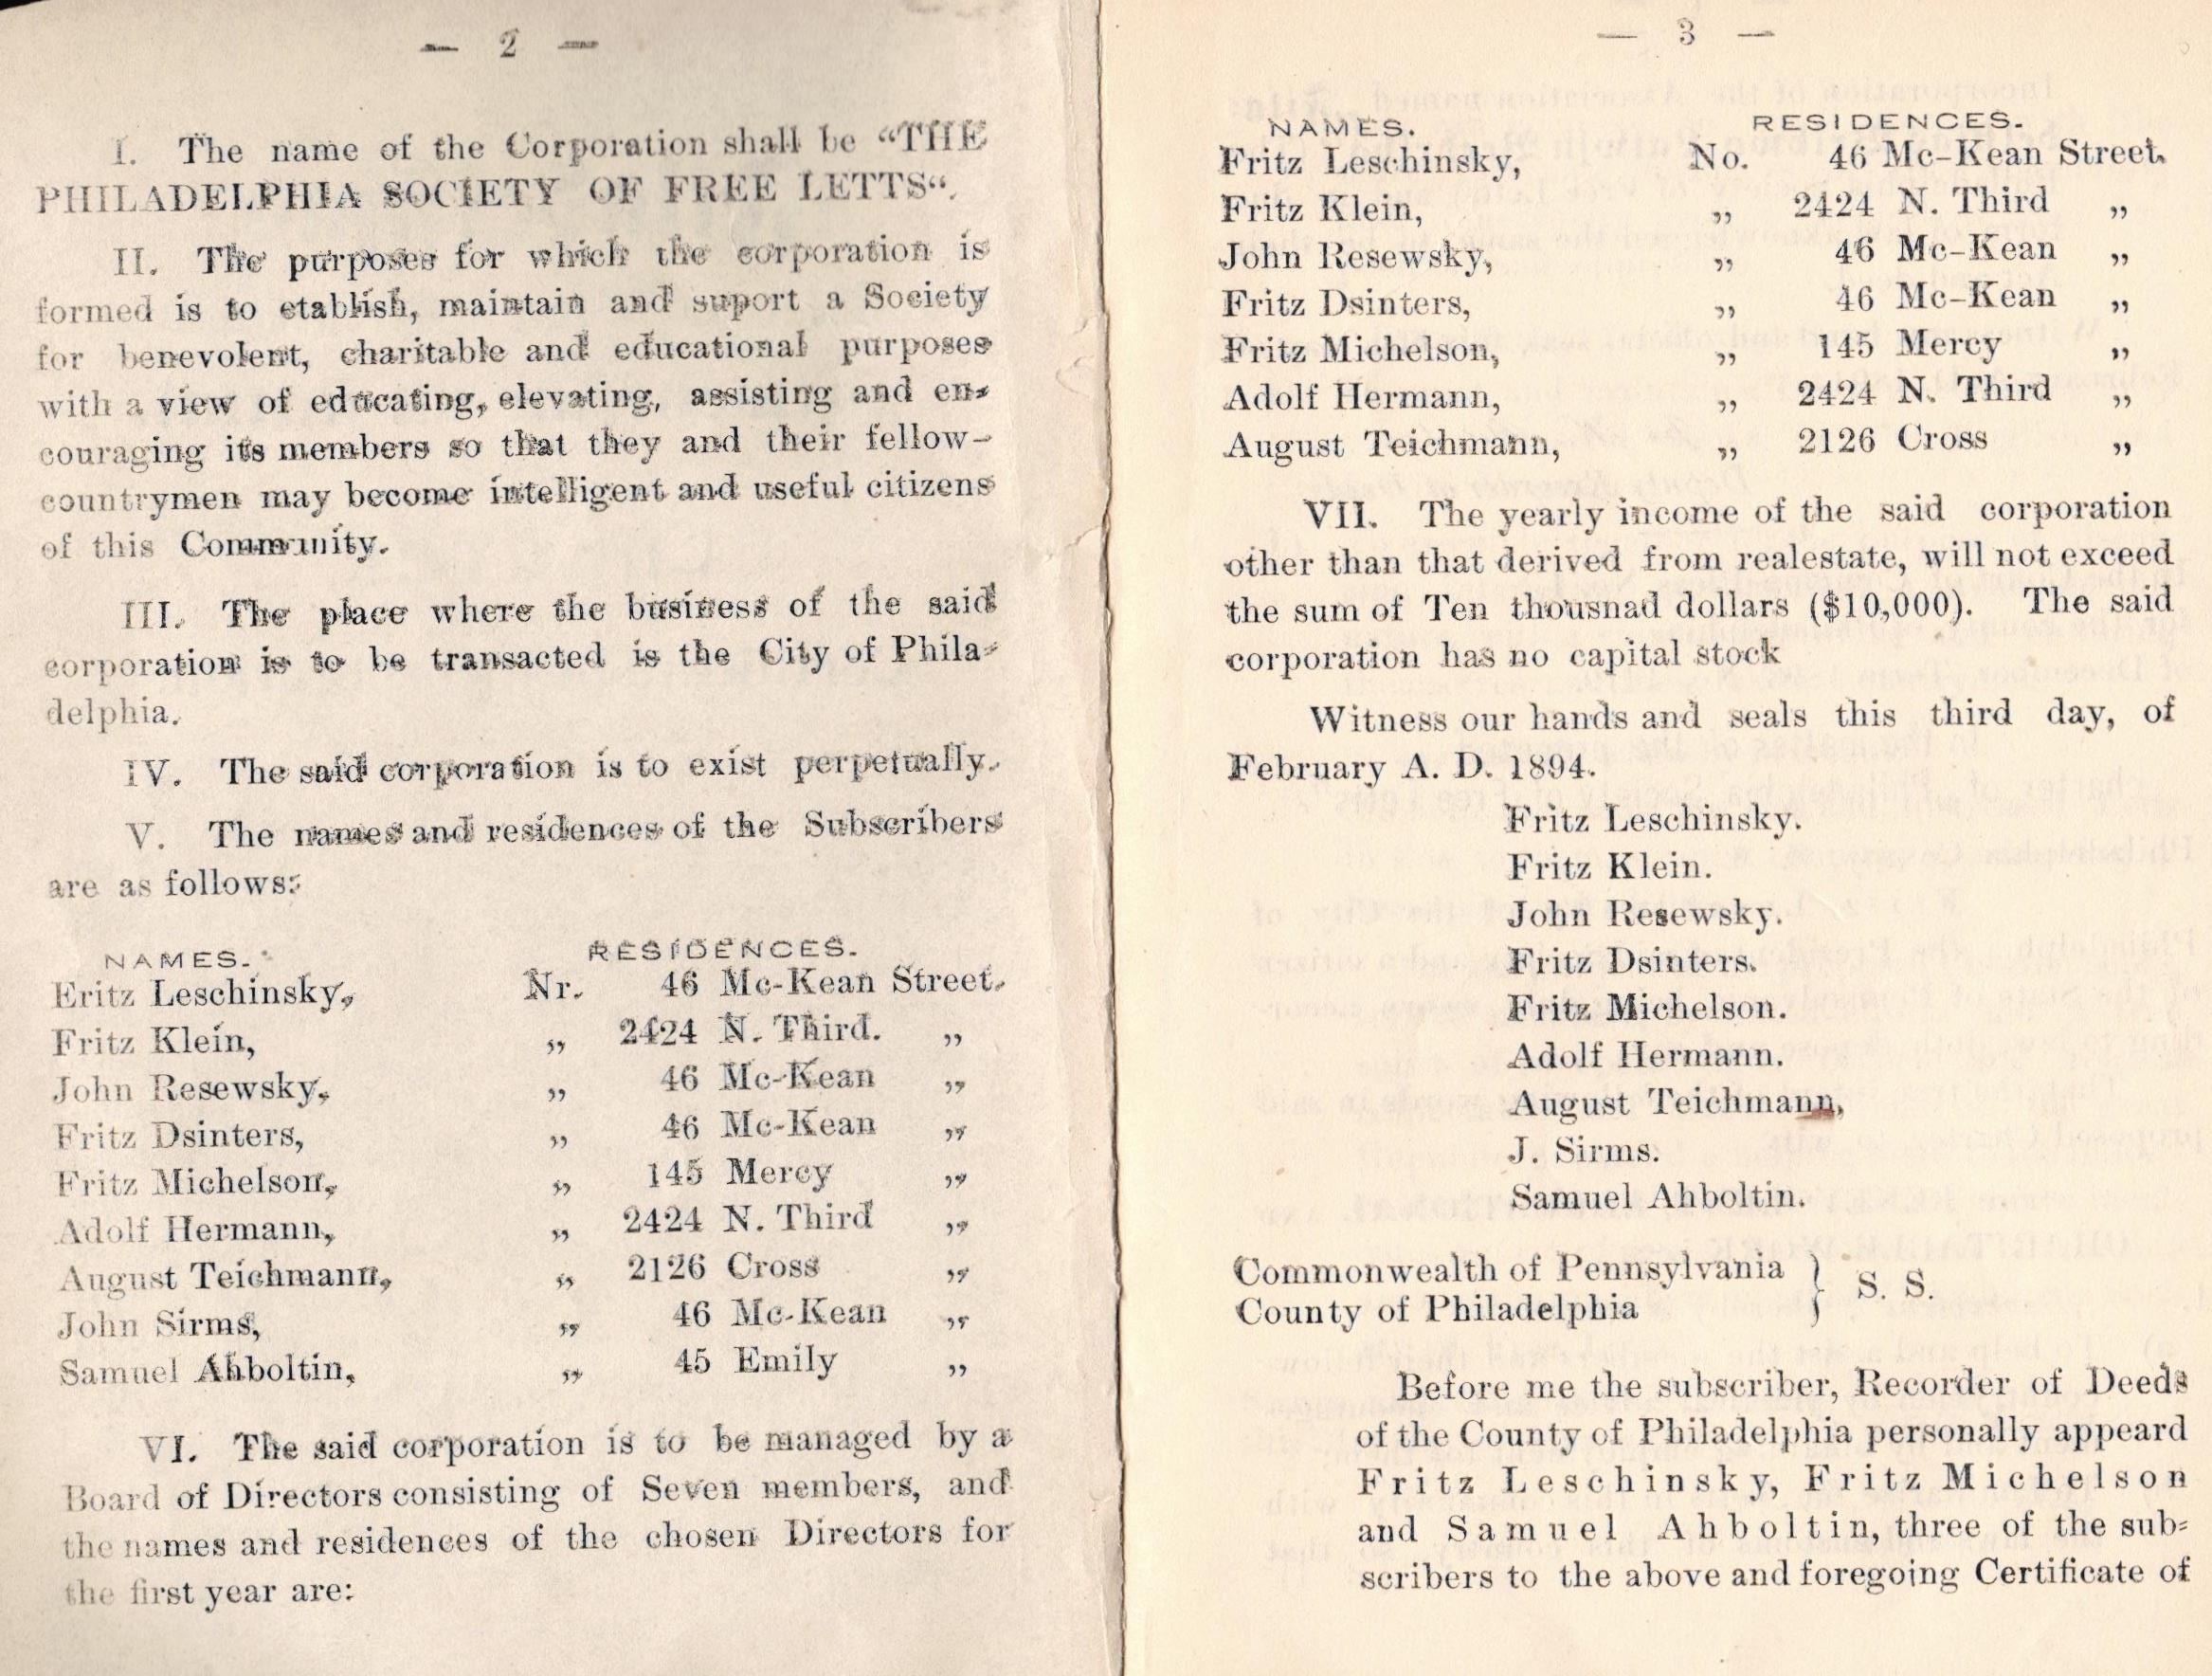 — 2 —
I. The name of the Corporation shall be “THE
PHILADELPHIA SOCIETY OF FREE LETTS“.
II. The purposes for which the corporation is
formed is to etablish, maintain and suport a Society
for benevolent, charitable and educational purposes
with a view of educating, elevating, assisting and en-
couraging its members so that they and their fellow-
countrymen may become intelligent and useful citizens
of this Community.
III. The place where the business of the said
corporation is to be transacted is the City of Phila-
delphia.
IV. The said corporation is to exist perpetually.
V. The names and residences of the Subscribers
are as follows:
NAMES. RESIDENCES.
Eritz Leschinsky, Nr. 46 Mc-Kean Street.
Fritz Klein, „ 2424 N. Third. „
John Resewsky, „ 46 Mc-Kean „
Fritz Dsinters, „ 46 Mc-Kean „
Fritz Michelson, „ 145 Mercy „
Adolf Hermann, „ 2424 N. Third „
August Teichmann, „ 2126 Cross „
John Sirms, „ 46 Mc-Kean „
Samuel Ahboltin, „ 45 Emily „
VI. The said corporation is to be managed by a
Board of Directors consisting of Seven members, and
the names and residences of the chosen Directors for
the first year are:
— 3 —
NAMES. RESIDENCES.
Fritz Leschinsky, No. 46 Mc-Kean Street.
Fritz Klein, „ 2424 N. Third „
John Resewsky, „ 46 Mc-Kean „
Fritz Dsinters, „ 46 Mc-Kean „
Fritz Michelson, „ 145 Mercy „
Adolf Hermann, „ 2424 N. Third „
August Teichmann, „ 2126 Cross „
VII. The yearly income of the said corporation
other than that derived from realestate, will not exceed
the sum of Ten thousnad dollars ($10,000). The said
corporation has no capital stock
Witness our hands and seals this third day, of
February A. D. 1894.
Fritz Leschinsky.
Fritz Klein.
John Resewsky.
Fritz Dsinters.
Fritz Michelson.
Adolf Hermann.
August Teichmann,
J. Sirms.
Samuel Ahboltin.
Commonwealth of Pennsylvania } S. S.
County of Philadelphia
Before me the subscriber, Recorder of Deeds
of the County of Philadelphia personally appeard
Fritz Leschinsky, Fritz Michelson
and Samuel Ahboltin, three of the sub-
scribers to the above and foregoing Certificate of